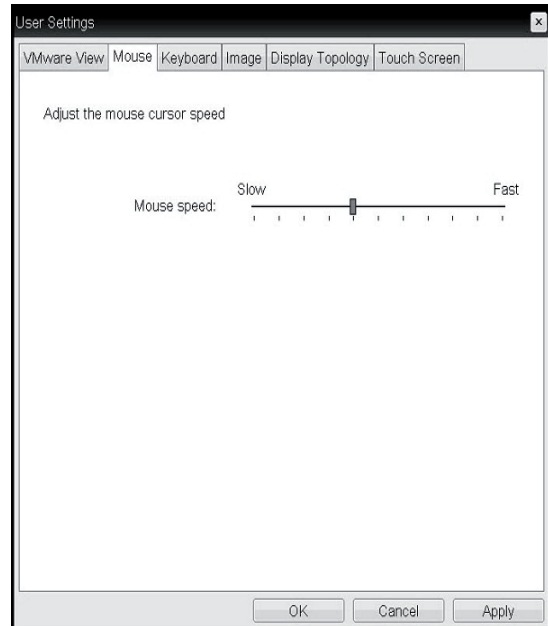 User Settings
VMware View Mouse Keyboard Image Display Topology Touch Screen
Adjust the mouse cursor speed
Slow Fast
Mouse speed:
OK Cancel Apply